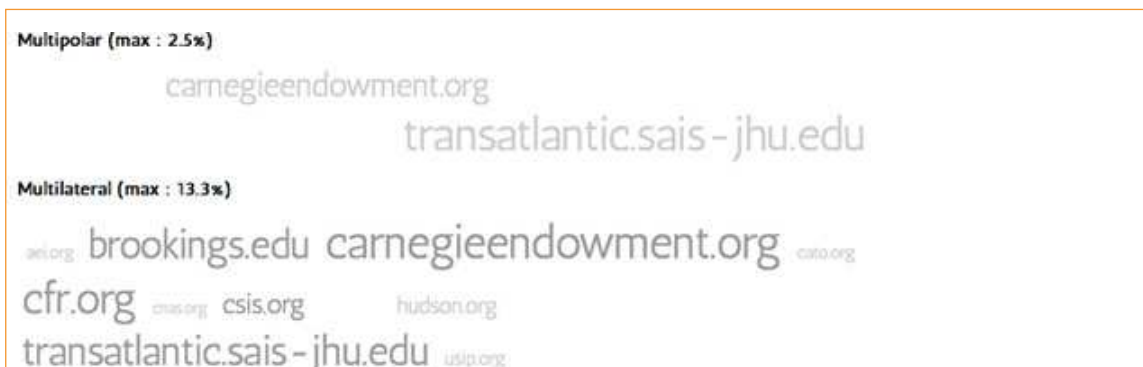 Multipolar (max : 2.5%)
carnegieendowment.org
transatlantic.sais-jhu.edu
Multilateral (max : 13.3%)
aei.org brookings.edu carnegieendowment.org cato.org
cfr.org cnas.org csis.org hudson.org
transatlantic.sais-jhu.edu usip.org